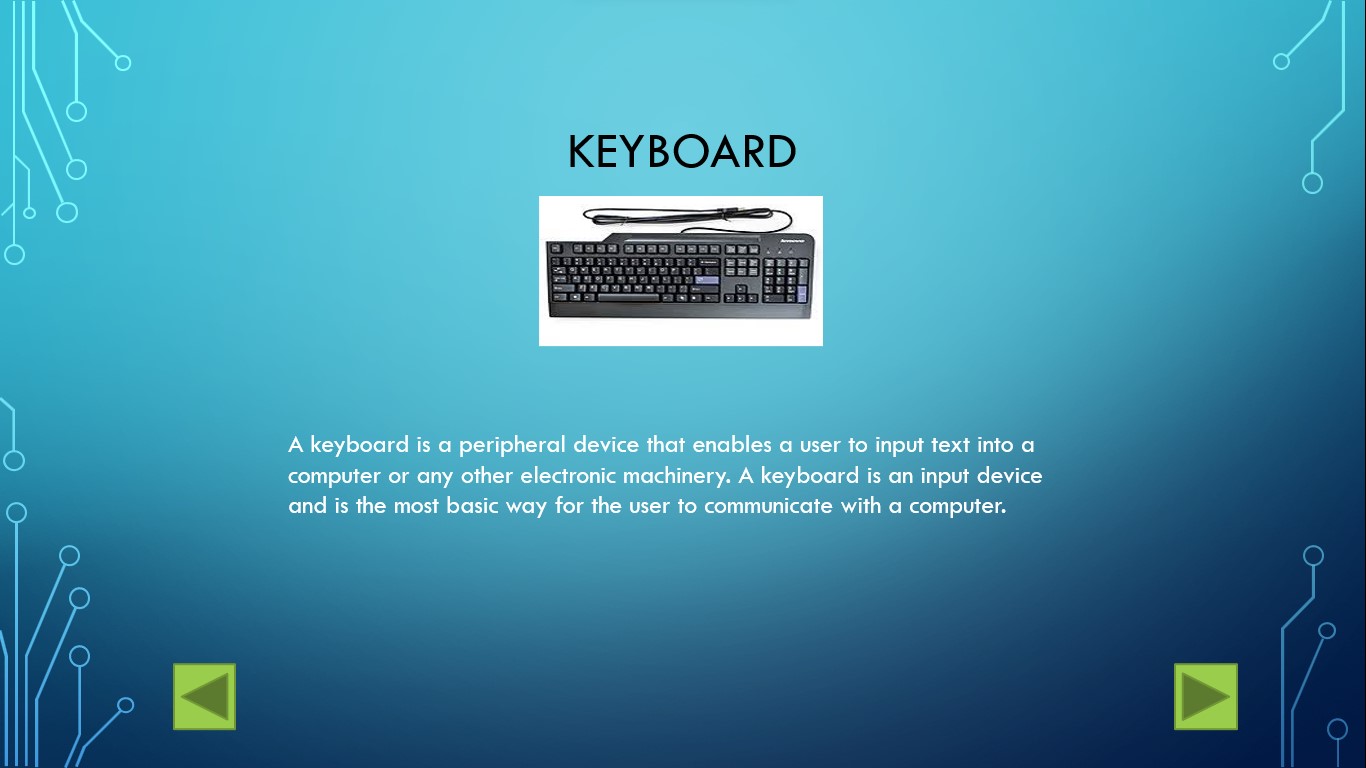 KEYBOARD
A keyboard is a peripheral device that enables a user to input text into a
computer or any other electronic machinery. A keyboard is an input device
and is the most basic way for the user to communicate with a computer.